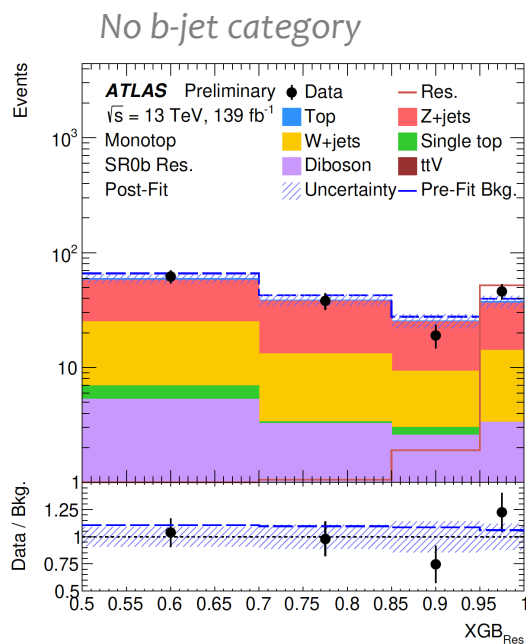 No b-jet category
Events
ATLAS Preliminary
√s = 13 TeV, 139 fb⁻¹
Monotop
SR0b Res.
Post-Fit
Data
Res.
Top
Z+jets
W+jets
Single top
Diboson
ttV
Uncertainty
Pre-Fit Bkg.
10³
10²
10
1
Data / Bkg.
1.25
1
0.75
0.5
0.5 0.55 0.6 0.65 0.7 0.75 0.8 0.85 0.9 0.95 1
XGB_Res